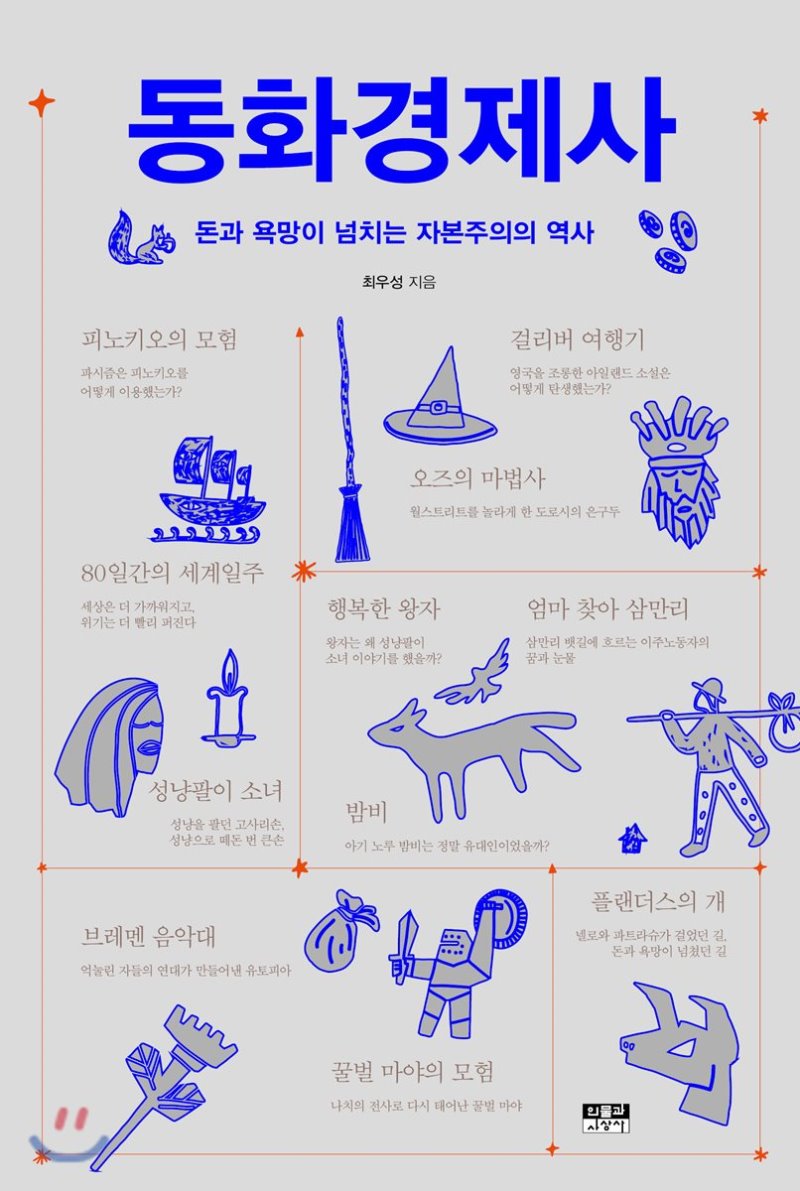 동화경제사
돈과 욕망이 넘치는 자본주의의 역사
최우성 지음
피노키오의 모험
파시즘은 피노키오를
어떻게 이용했는가?
걸리버 여행기
영국을 조롱한 아일랜드 소설은
어떻게 탄생했는가?
오즈의 마법사
월스트리트를 놀라게 한 도로시의 은구두
80일간의 세계일주
세상은 더 가까워지고,
위기는 더 빨리 퍼진다
행복한 왕자
왕자는 왜 성냥팔이
소녀 이야기를 했을까?
엄마 찾아 삼만리
삼만리 뱃길에 흐르는 이주노동자의
꿈과 눈물
성냥팔이 소녀
성냥을 팔던 고사리손,
성냥으로 떼돈 번 큰손
밤비
아기 노루 밤비는 정말 유대인이었을까?
플랜더스의 개
넬로와 파트라슈가 걸었던 길,
돈과 욕망이 넘쳤던 길
브레멘 음악대
억눌린 자들의 연대가 만들어낸 유토피아
꿀벌 마야의 모험
나치의 전사로 다시 태어난 꿀벌 마야
인물과
사상사